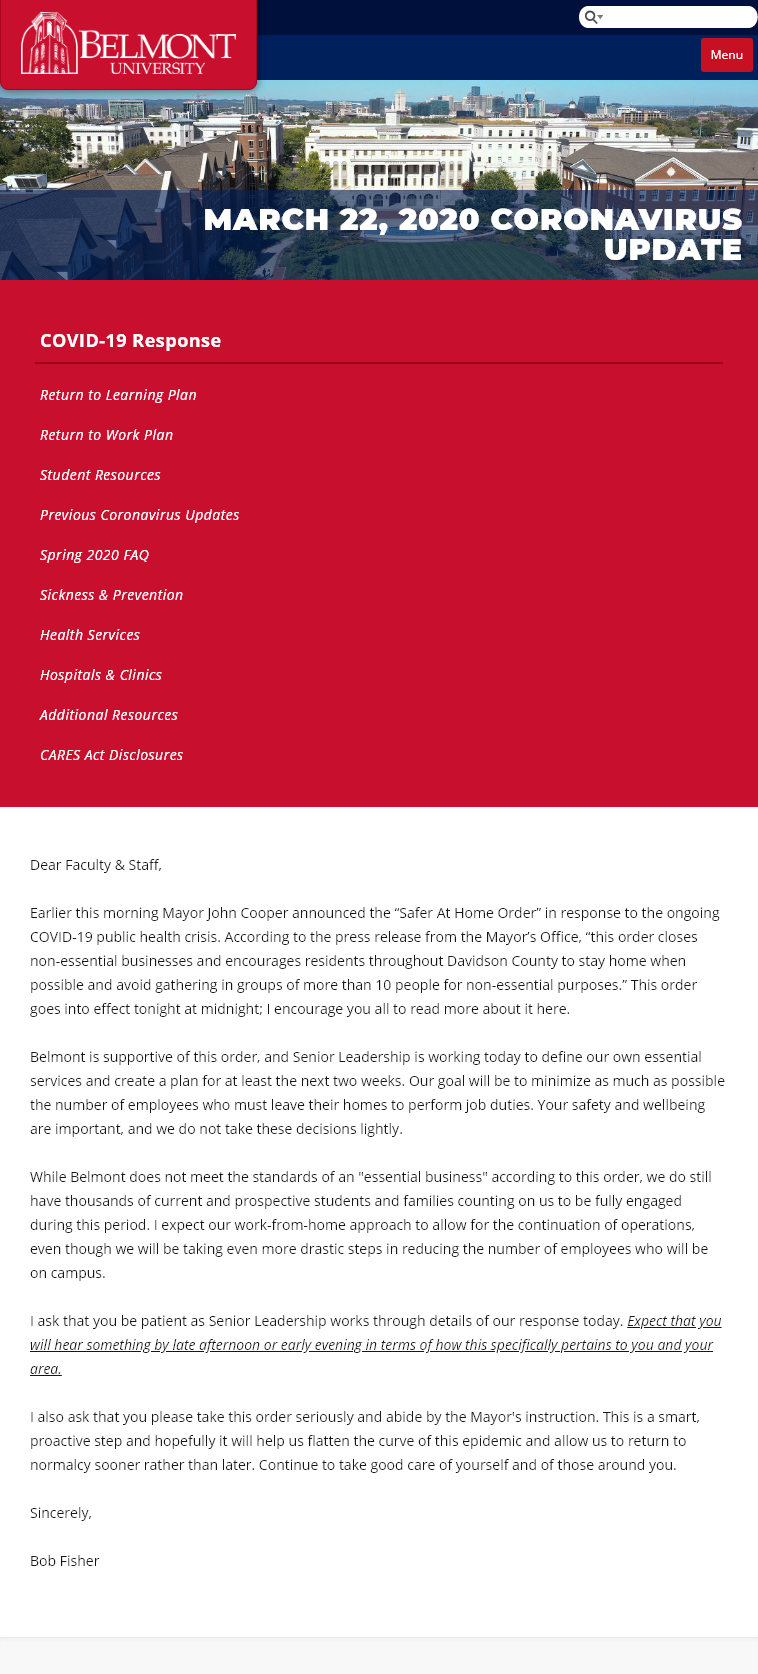 BELMONT
UNIVERSITY
Menu
MARCH 22, 2020 CORONAVIRUS
UPDATE
COVID-19 Response
Return to Learning Plan
Return to Work Plan
Student Resources
Previous Coronavirus Updates
Spring 2020 FAQ
Sickness & Prevention
Health Services
Hospitals & Clinics
Additional Resources
CARES Act Disclosures
Dear Faculty & Staff,
Earlier this morning Mayor John Cooper announced the “Safer At Home Order” in response to the ongoing
COVID-19 public health crisis. According to the press release from the Mayor’s Office, “this order closes
non-essential businesses and encourages residents throughout Davidson County to stay home when
possible and avoid gathering in groups of more than 10 people for non-essential purposes.” This order
goes into effect tonight at midnight; I encourage you all to read more about it here.
Belmont is supportive of this order, and Senior Leadership is working today to define our own essential
services and create a plan for at least the next two weeks. Our goal will be to minimize as much as possible
the number of employees who must leave their homes to perform job duties. Your safety and wellbeing
are important, and we do not take these decisions lightly.
While Belmont does not meet the standards of an "essential business" according to this order, we do still
have thousands of current and prospective students and families counting on us to be fully engaged
during this period. I expect our work-from-home approach to allow for the continuation of operations,
even though we will be taking even more drastic steps in reducing the number of employees who will be
on campus.
I ask that you be patient as Senior Leadership works through details of our response today. Expect that you
will hear something by late afternoon or early evening in terms of how this specifically pertains to you and your
area.
I also ask that you please take this order seriously and abide by the Mayor's instruction. This is a smart,
proactive step and hopefully it will help us flatten the curve of this epidemic and allow us to return to
normalcy sooner rather than later. Continue to take good care of yourself and of those around you.
Sincerely,
Bob Fisher